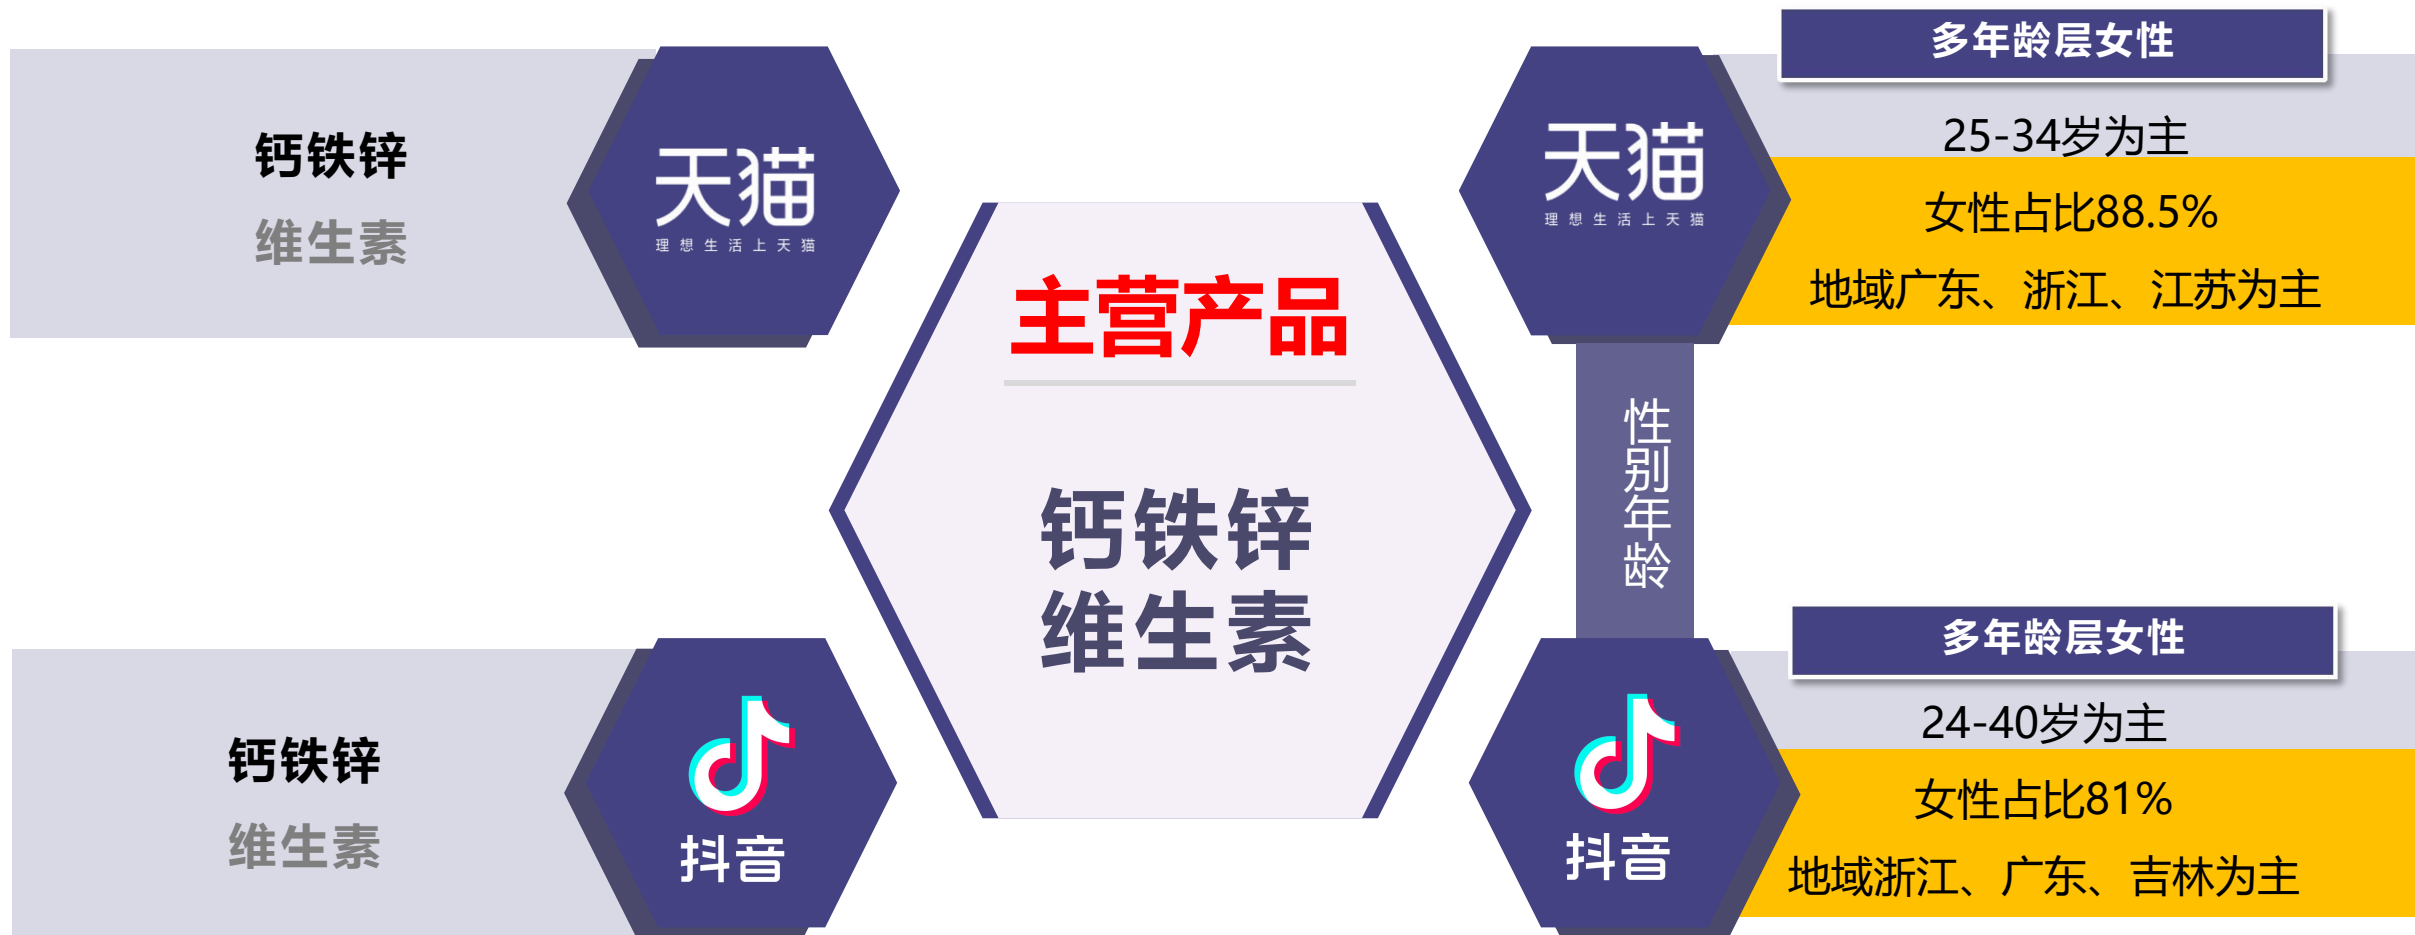 钙铁锌
维生素
天猫
理想生活上天猫
钙铁锌
维生素
抖音
主营产品
钙铁锌
维生素
天猫
理想生活上天猫
多年龄层女性
25-34岁为主
女性占比88.5%
地域广东、浙江、江苏为主
性别年龄
抖音
多年龄层女性
24-40岁为主
女性占比81%
地域浙江、广东、吉林为主